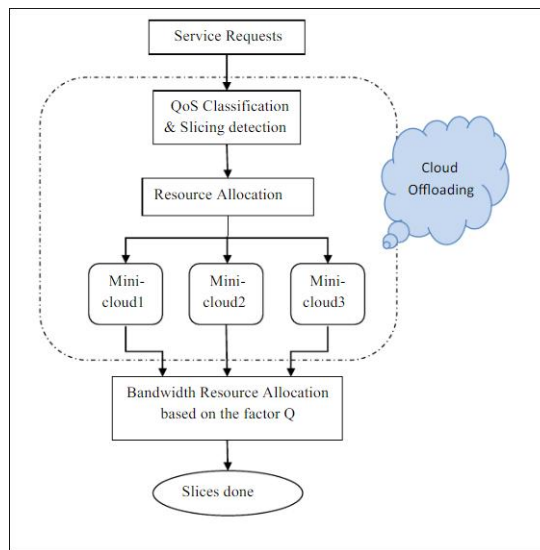 Service Requests
QoS Classification
& Slicing detection
Cloud
Offloading
Resource Allocation
Mini-
cloud1
Mini-
cloud2
Mini-
cloud3
Bandwidth Resource Allocation
based on the factor Q
Slices done